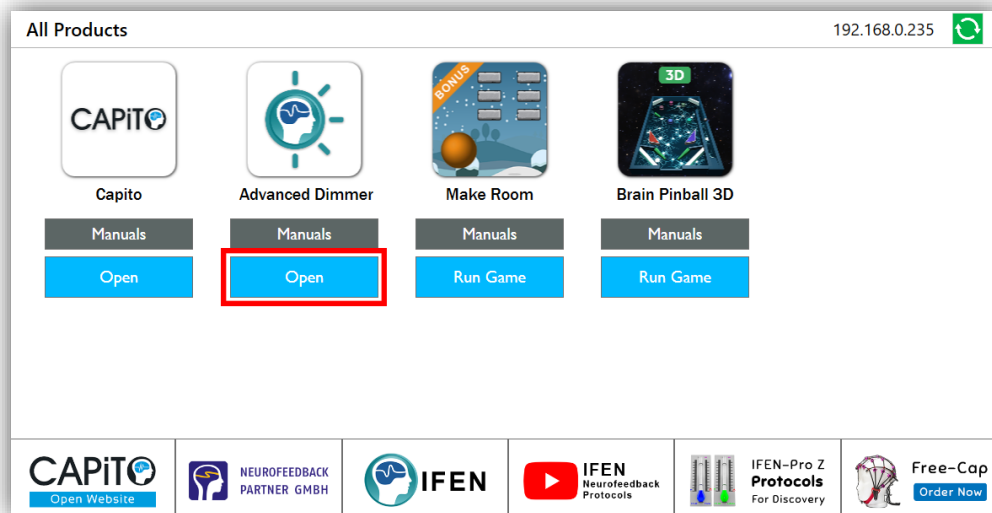 All Products
192.168.0.235
CAPiTO
BONUS
3D
Capito
Advanced Dimmer
Make Room
Brain Pinball 3D
Manuals
Manuals
Manuals
Manuals
Open
Open
Run Game
Run Game
CAPiTO
Open Website
NEUROFEEDBACK
PARTNER GMBH
IFEN
IFEN
Neurofeedback
Protocols
IFEN-Pro Z
Protocols
For Discovery
Free-Cap
Order Now